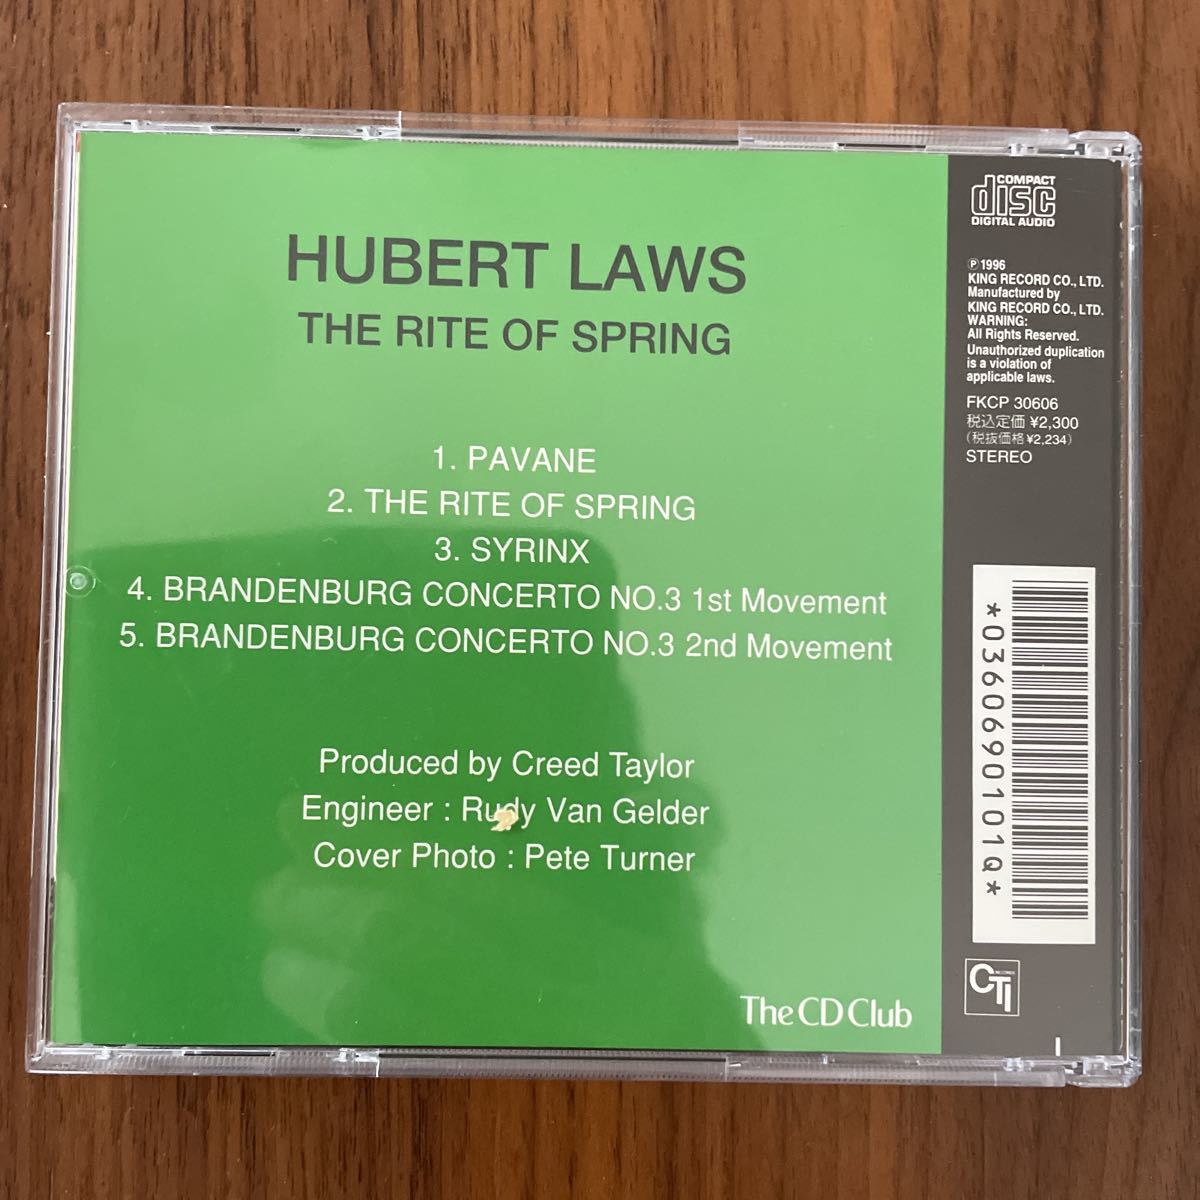 HUBERT LAWS
THE RITE OF SPRING
1. PAVANE
2. THE RITE OF SPRING
3. SYRINX
4. BRANDENBURG CONCERTO NO.3 1st Movement
5. BRANDENBURG CONCERTO NO.3 2nd Movement
Produced by Creed Taylor
Engineer : Rudy Van Gelder
Cover Photo : Pete Turner
The CD Club
COMPACT
disc
DIGITAL AUDIO
℗ 1996
KING RECORD CO., LTD.
Manufactured by
KING RECORD CO., LTD.
WARNING:
All Rights Reserved.
Unauthorized duplication
is a violation of
applicable laws.
FKCP 30606
税込定価 ¥2,300
(税抜価格 ¥2,234)
STEREO
*0360690101Q*
CTI
RECORDS